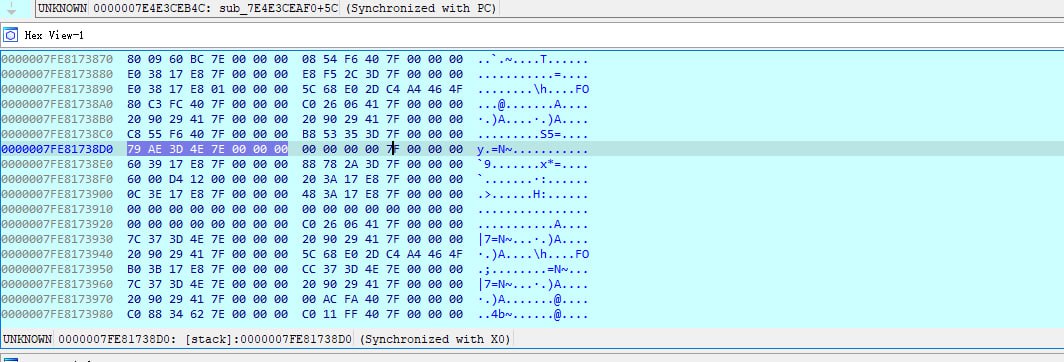 UNKNOWN 0000007E4E3CEB4C: sub_7E4E3CEAF0+5C (Synchronized with PC)
Hex View-1
0000007FE8173870 80 09 60 BC 7E 00 00 00 08 54 F6 40 7F 00 00 00 ..`.~....T......
0000007FE8173880 E0 38 17 E8 7F 00 00 00 E8 F5 2C 3D 7F 00 00 00 ...........=....
0000007FE8173890 E0 38 17 E8 01 00 00 00 5C 68 E0 2D C4 A4 46 4F ........\h....FO
0000007FE81738A0 80 C3 FC 40 7F 00 00 00 C0 26 06 41 7F 00 00 00 ...@.......A....
0000007FE81738B0 20 90 29 41 7F 00 00 00 20 90 29 41 7F 00 00 00 ·.)A....·.)A....
0000007FE81738C0 C8 55 F6 40 7F 00 00 00 B8 53 35 3D 7F 00 00 00 .........S5=....
0000007FE81738D0 79 AE 3D 4E 7E 00 00 00 00 00 00 00 7F 00 00 00 y.=N~...........
0000007FE81738E0 60 39 17 E8 7F 00 00 00 88 78 2A 3D 7F 00 00 00 `9.......x*=....
0000007FE81738F0 60 00 D4 12 00 00 00 00 20 3A 17 E8 7F 00 00 00 `.......·:......
0000007FE8173900 0C 3E 17 E8 7F 00 00 00 48 3A 17 E8 7F 00 00 00 .>......H:......
0000007FE8173910 00 00 00 00 00 00 00 00 00 00 00 00 00 00 00 00 ................
0000007FE8173920 00 00 00 00 00 00 00 00 C0 26 06 41 7F 00 00 00 ...........A....
0000007FE8173930 7C 37 3D 4E 7E 00 00 00 20 90 29 41 7F 00 00 00 |7=N~...·.)A....
0000007FE8173940 20 90 29 41 7F 00 00 00 5C 68 E0 2D C4 A4 46 4F ·.)A....\h....FO
0000007FE8173950 B0 3B 17 E8 7F 00 00 00 CC 37 3D 4E 7E 00 00 00 .;........=N~...
0000007FE8173960 7C 37 3D 4E 7E 00 00 00 20 90 29 41 7F 00 00 00 |7=N~...·.)A....
0000007FE8173970 20 90 29 41 7F 00 00 00 00 AC FA 40 7F 00 00 00 ·.)A.......@....
0000007FE8173980 C0 88 34 62 7E 00 00 00 C0 11 FF 40 7F 00 00 00 ..4b~......@....
UNKNOWN 0000007FE81738D0: [stack]:0000007FE81738D0 (Synchronized with X0)